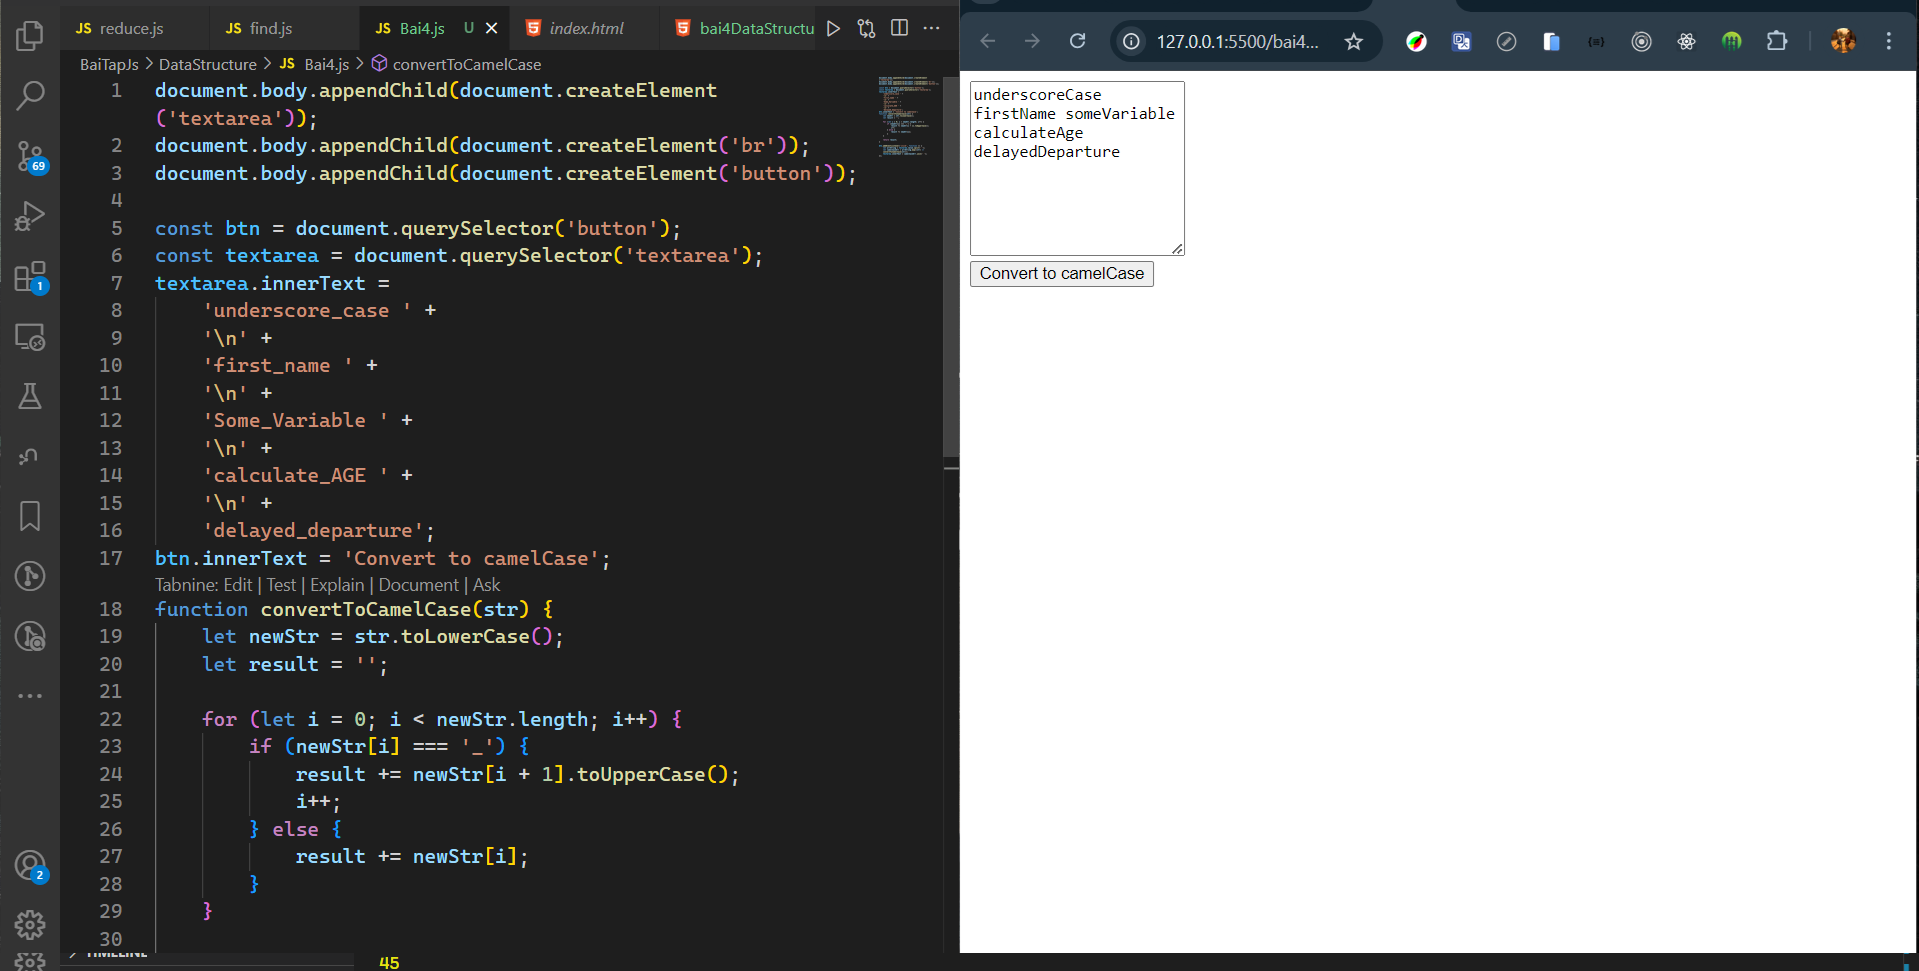 JS reduce.js
JS find.js
JS Bai4.js U
index.html
bai4DataStructu
BaiTapJs > DataStructure > JS Bai4.js > convertToCamelCase
1 document.body.appendChild(document.createElement
('textarea'));
2 document.body.appendChild(document.createElement('br'));
3 document.body.appendChild(document.createElement('button'));
4
5 const btn = document.querySelector('button');
6 const textarea = document.querySelector('textarea');
7 textarea.innerText =
8 'underscore_case ' +
9 '\n' +
10 'first_name ' +
11 '\n' +
12 'Some_Variable ' +
13 '\n' +
14 'calculate_AGE ' +
15 '\n' +
16 'delayed_departure';
17 btn.innerText = 'Convert to camelCase';
Tabnine: Edit | Test | Explain | Document | Ask
18 function convertToCamelCase(str) {
19 let newStr = str.toLowerCase();
20 let result = '';
21
22 for (let i = 0; i < newStr.length; i++) {
23 if (newStr[i] === '_') {
24 result += newStr[i + 1].toUpperCase();
25 i++;
26 } else {
27 result += newStr[i];
28 }
29 }
30
TIMELINE
45
69
1
2
127.0.0.1:5500/bai4...
underscoreCase
firstName someVariable
calculateAge
delayedDeparture
Convert to camelCase